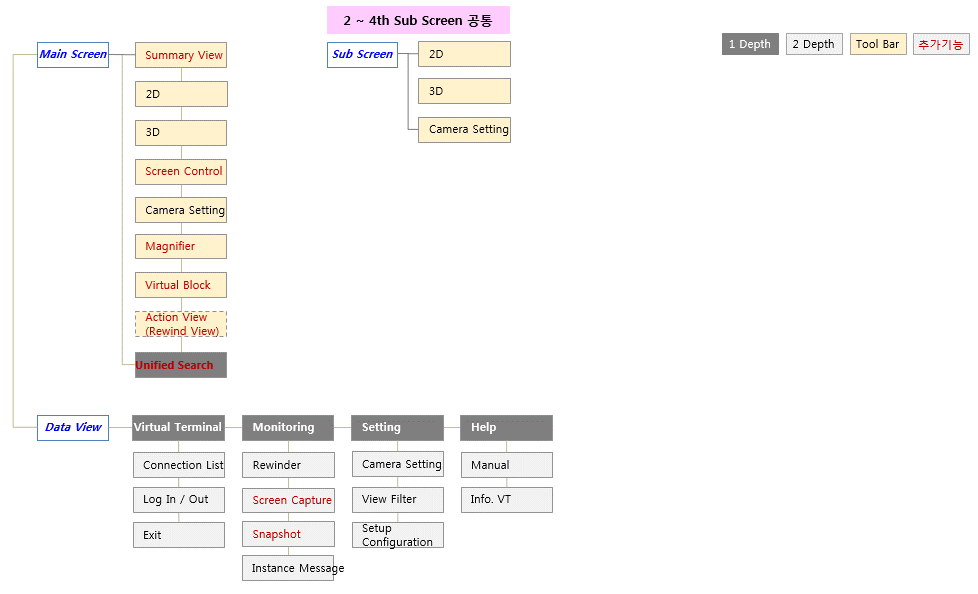 2 ~ 4th Sub Screen 공통
1 Depth
2 Depth
Tool Bar
추가기능
Main Screen
Summary View
2D
3D
Screen Control
Camera Setting
Magnifier
Virtual Block
Action View
(Rewind View)
Unified Search
Sub Screen
2D
3D
Camera Setting
Data View
Virtual Terminal
Connection List
Log In / Out
Exit
Monitoring
Rewinder
Screen Capture
Snapshot
Instance Message
Setting
Camera Setting
View Filter
Setup
Configuration
Help
Manual
Info. VT